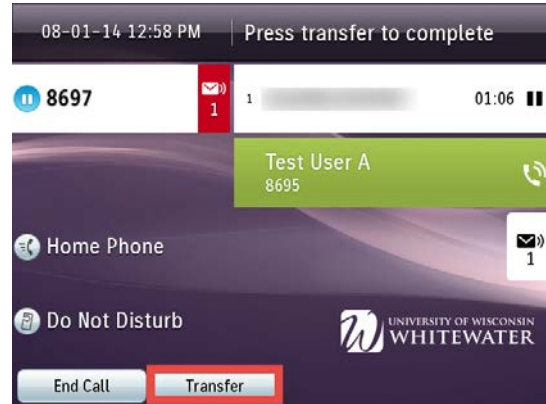 08-01-14 12:58 PM
Press transfer to complete
8697
1
1
01:06
Test User A
8695
Home Phone
1
Do Not Disturb
UNIVERSITY OF WISCONSIN
WHITEWATER
End Call
Transfer